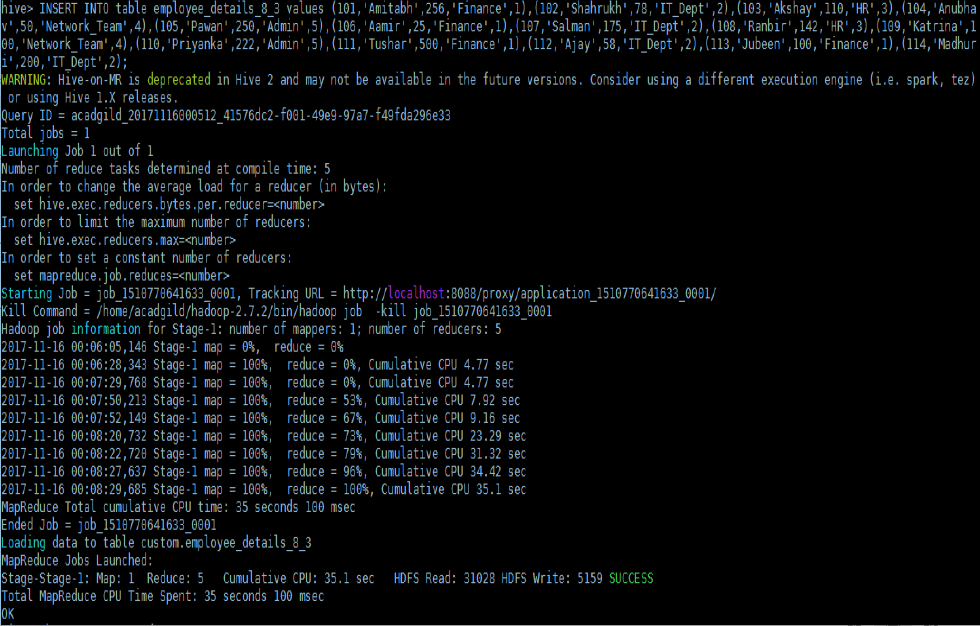 hive> INSERT INTO table employee_details_8_3 values (101,'Amitabh',256,'Finance',1),(102,'Shahrukh',78,'IT_Dept',2),(103,'Akshay',110,'HR',3),(104,'Anubha
v',50,'Network_Team',4),(105,'Pawan',250,'Admin',5),(106,'Aamir',25,'Finance',1),(107,'Salman',175,'IT_Dept',2),(108,'Ranbir',142,'HR',3),(109,'Katrina',1
00,'Network_Team',4),(110,'Priyanka',222,'Admin',5),(111,'Tushar',500,'Finance',1),(112,'Ajay',58,'IT_Dept',2),(113,'Jubeen',100,'Finance',1),(114,'Madhur
i',200,'IT_Dept',2);
WARNING: Hive-on-MR is deprecated in Hive 2 and may not be available in the future versions. Consider using a different execution engine (i.e. spark, tez)
 or using Hive 1.X releases.
Query ID = acadgild_20171116000512_41576dc2-f001-49e9-97a7-f49fda296e33
Total jobs = 1
Launching Job 1 out of 1
Number of reduce tasks determined at compile time: 5
In order to change the average load for a reducer (in bytes):
  set hive.exec.reducers.bytes.per.reducer=<number>
In order to limit the maximum number of reducers:
  set hive.exec.reducers.max=<number>
In order to set a constant number of reducers:
  set mapreduce.job.reduces=<number>
Starting Job = job_1510770641633_0001, Tracking URL = http://localhost:8088/proxy/application_1510770641633_0001/
Kill Command = /home/acadgild/hadoop-2.7.2/bin/hadoop job  -kill job_1510770641633_0001
Hadoop job information for Stage-1: number of mappers: 1; number of reducers: 5
2017-11-16 00:06:05,146 Stage-1 map = 0%,  reduce = 0%
2017-11-16 00:06:28,343 Stage-1 map = 100%,  reduce = 0%, Cumulative CPU 4.77 sec
2017-11-16 00:07:29,768 Stage-1 map = 100%,  reduce = 0%, Cumulative CPU 4.77 sec
2017-11-16 00:07:50,213 Stage-1 map = 100%,  reduce = 53%, Cumulative CPU 7.92 sec
2017-11-16 00:07:52,149 Stage-1 map = 100%,  reduce = 67%, Cumulative CPU 9.16 sec
2017-11-16 00:08:20,732 Stage-1 map = 100%,  reduce = 73%, Cumulative CPU 23.29 sec
2017-11-16 00:08:22,720 Stage-1 map = 100%,  reduce = 79%, Cumulative CPU 31.32 sec
2017-11-16 00:08:27,637 Stage-1 map = 100%,  reduce = 96%, Cumulative CPU 34.42 sec
2017-11-16 00:08:29,685 Stage-1 map = 100%,  reduce = 100%, Cumulative CPU 35.1 sec
MapReduce Total cumulative CPU time: 35 seconds 100 msec
Ended Job = job_1510770641633_0001
Loading data to table custom.employee_details_8_3
MapReduce Jobs Launched:
Stage-Stage-1: Map: 1  Reduce: 5   Cumulative CPU: 35.1 sec   HDFS Read: 31028 HDFS Write: 5159 SUCCESS
Total MapReduce CPU Time Spent: 35 seconds 100 msec
OK